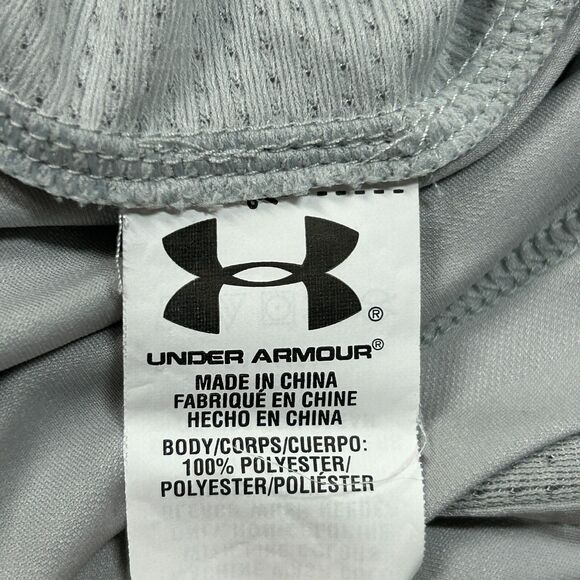 ®
UNDER ARMOUR®
MADE IN CHINA
FABRIQUÉ EN CHINE
HECHO EN CHINA
BODY/CORPS/CUERPO:
100% POLYESTER/
POLYESTER/POLIÉSTER